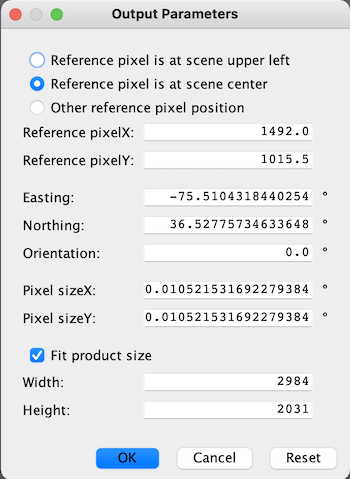 Output Parameters
Reference pixel is at scene upper left
Reference pixel is at scene center
Other reference pixel position
Reference pixelX: 1492.0
Reference pixelY: 1015.5
Easting: -75.5104318440254 °
Northing: 36.52775734633648 °
Orientation: 0.0 °
Pixel sizeX: 0.010521531692279384 °
Pixel sizeY: 0.010521531692279384 °
Fit product size
Width: 2984
Height: 2031
OK Cancel Reset